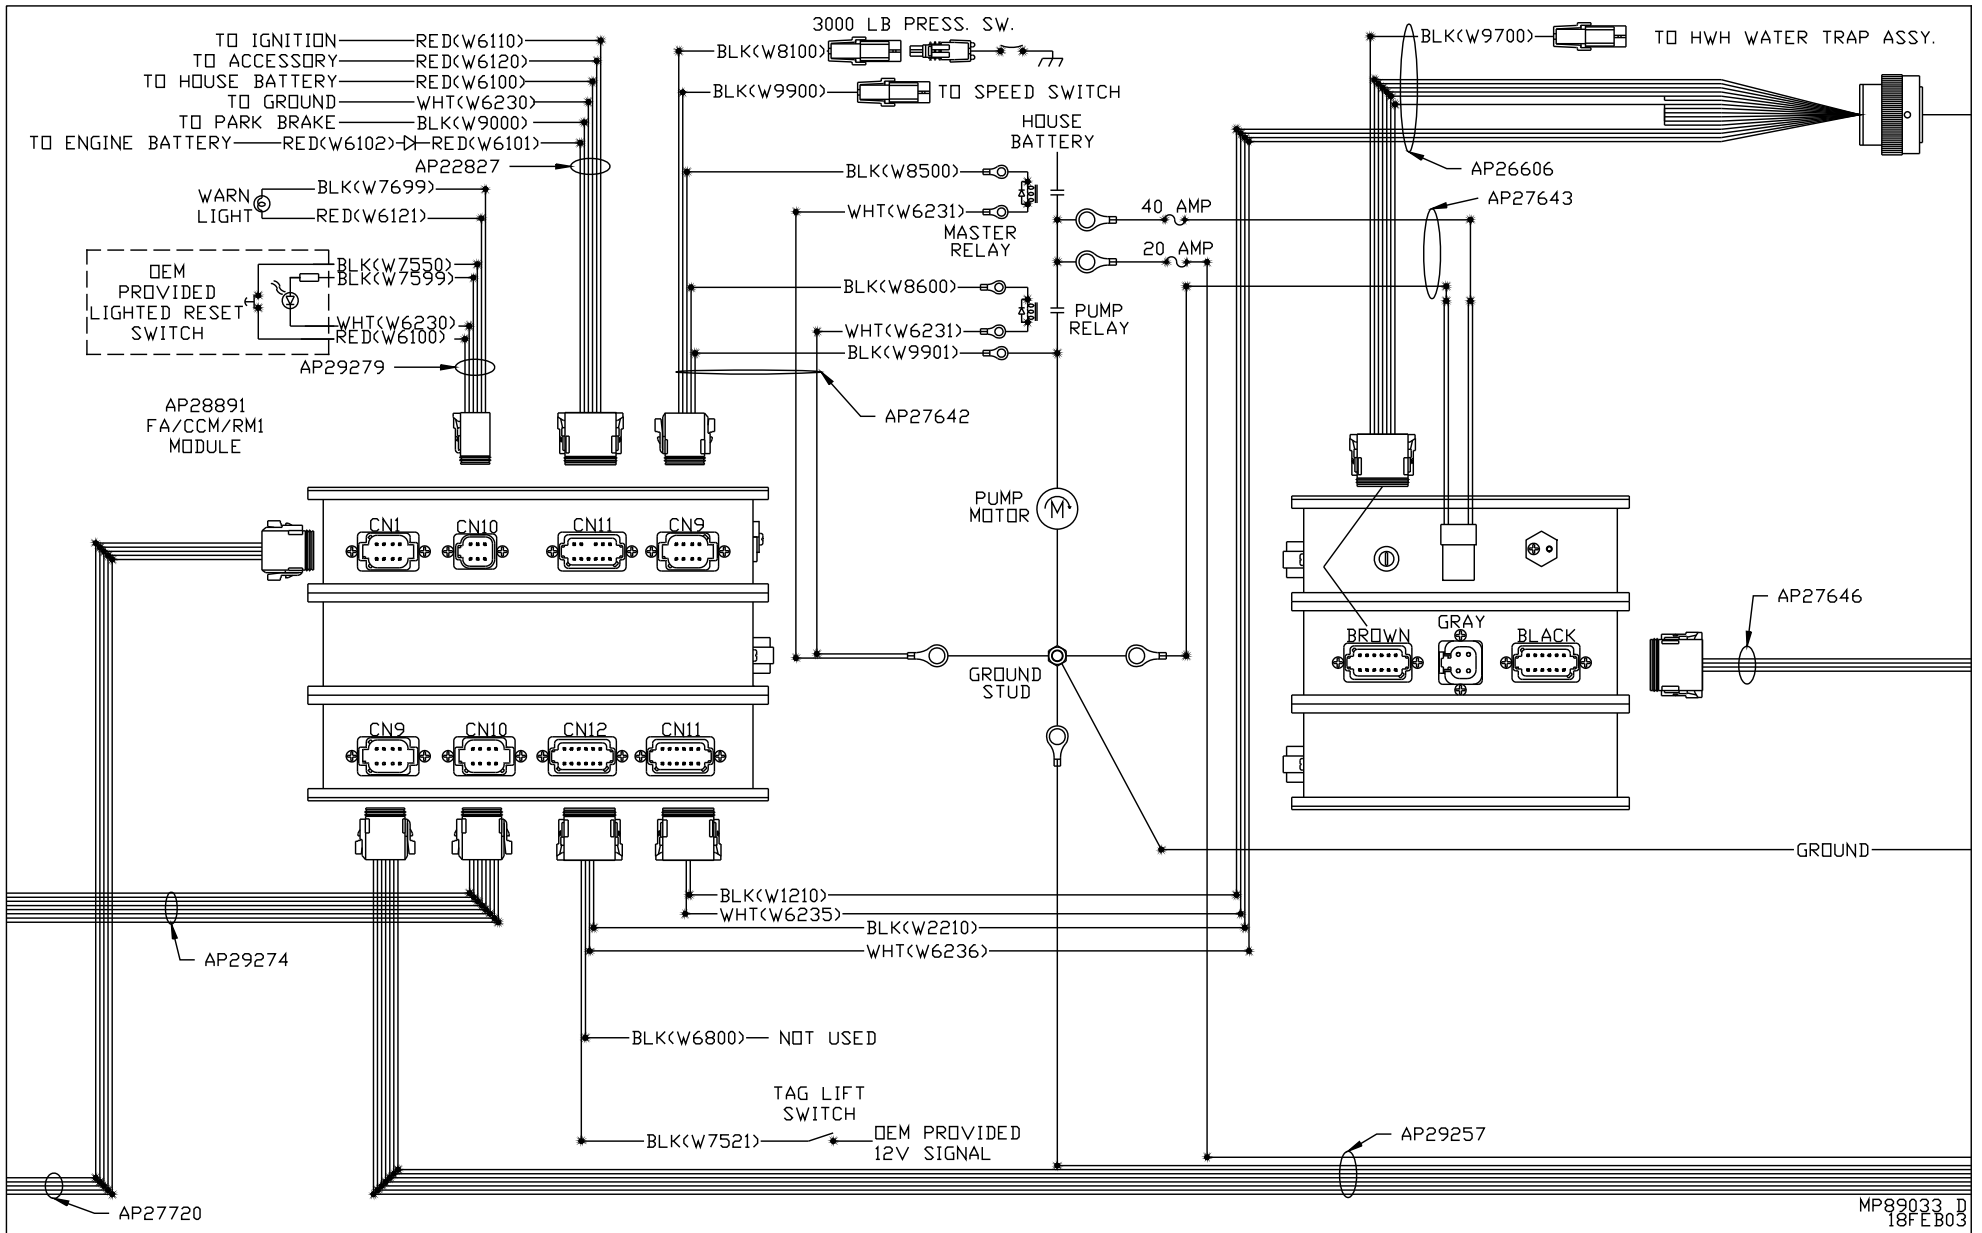 3000 LB PRESS. SW.
TO IGNITION RED(W6110)
TO ACCESSORY RED(W6120)
TO HOUSE BATTERY RED(W6100)
TO GROUND WHT(W6230)
TO PARK BRAKE BLK(W9000)
TO ENGINE BATTERY RED(W6102) RED(W6101)
AP22827
WARN
LIGHT
BLK(W7699)
RED(W6121)
OEM
PROVIDED
LIGHTED RESET
SWITCH
BLK(W7550)
BLK(W7599)
WHT(W6230)
RED(W6100)
AP29279
AP28891
FA/CCM/RM1
MODULE
BLK(W8100)
BLK(W9900) TO SPEED SWITCH
HOUSE
BATTERY
BLK(W8500)
WHT(W6231)
MASTER
RELAY
40 AMP
20 AMP
BLK(W8600)
WHT(W6231)
PUMP
RELAY
BLK(W9901)
AP27642
PUMP
MOTOR
M
GROUND
STUD
BLK(W9700) TO HWH WATER TRAP ASSY.
AP26606
AP27643
CN1 CN10 CN11 CN9
CN9 CN10 CN12 CN11
BROWN GRAY BLACK
AP27646
GROUND
BLK(W1210)
WHT(W6235)
BLK(W2210)
WHT(W6236)
AP29274
BLK(W6800) NOT USED
TAG LIFT
SWITCH
BLK(W7521)
OEM PROVIDED
12V SIGNAL
AP29257
AP27720
MP89033 D
18FEB03